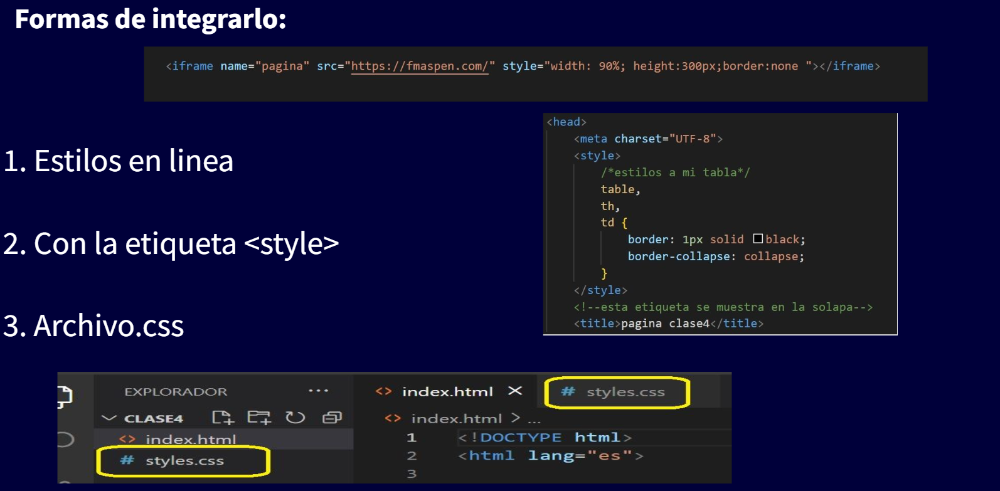 Formas de integrarlo:
<iframe name="pagina" src="https://fmaspen.com/" style="width: 90%; height:300px;border:none "></iframe>
1. Estilos en linea
2. Con la etiqueta <style>
3. Archivo.css
<head>
<meta charset="UTF-8">
<style>
/*estilos a mi tabla*/
table,
th,
td {
border: 1px solid black;
border-collapse: collapse;
}
</style>
<!--esta etiqueta se muestra en la solapa-->
<title>pagina clase4</title>
EXPLORADOR ...
CLASE4
<> index.html
# styles.css
<> index.html × # styles.css
<> index.html > ...
1 <!DOCTYPE html>
2 <html lang="es">
3